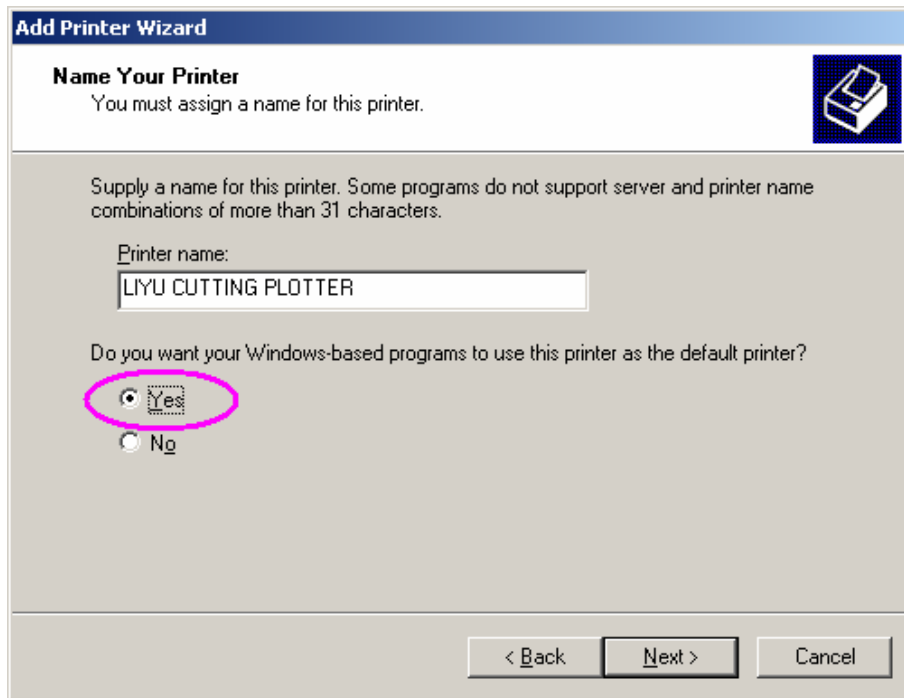 Add Printer Wizard
Name Your Printer
You must assign a name for this printer.
Supply a name for this printer. Some programs do not support server and printer name
combinations of more than 31 characters.
Printer name:
LIYU CUTTING PLOTTER
Do you want your Windows-based programs to use this printer as the default printer?
Yes
No
< Back Next > Cancel